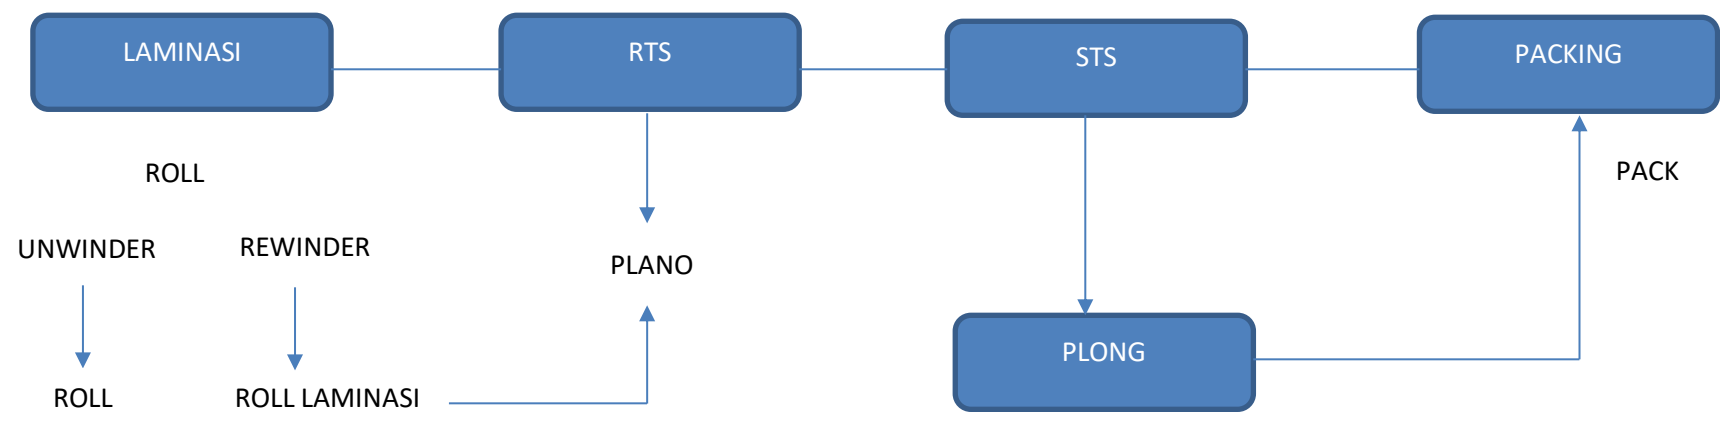 LAMINASI
RTS
STS
PACKING
ROLL
PACK
UNWINDER
REWINDER
PLANO
PLONG
ROLL
ROLL LAMINASI